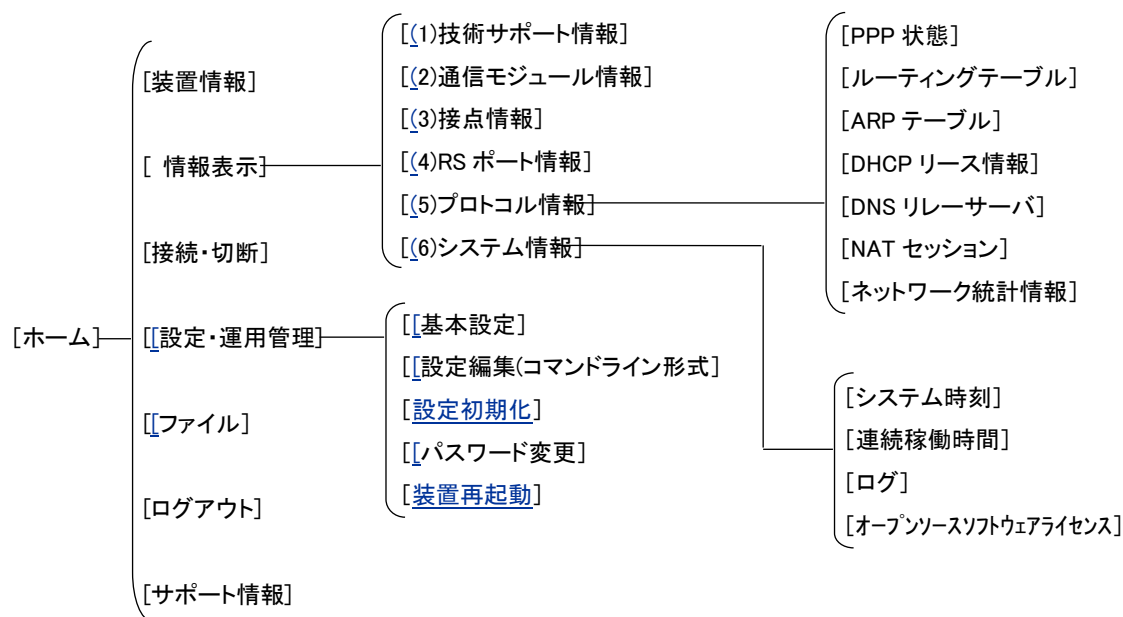 [ホーム]
[装置情報]
[ 情報表示]
[接続・切断]
[[設定・運用管理]
[[ファイル]
[ログアウト]
[サポート情報]
[(1)技術サポート情報]
[(2)通信モジュール情報]
[(3)接点情報]
[(4)RS ポート情報]
[(5)プロトコル情報]
[(6)システム情報]
[[基本設定]
[[設定編集(コマンドライン形式]
[設定初期化]
[[パスワード変更]
[装置再起動]
[PPP 状態]
[ルーティングテーブル]
[ARP テーブル]
[DHCP リース情報]
[DNS リレーサーバ]
[NAT セッション]
[ネットワーク統計情報]
[システム時刻]
[連続稼働時間]
[ログ]
[オープンソースソフトウェアライセンス]